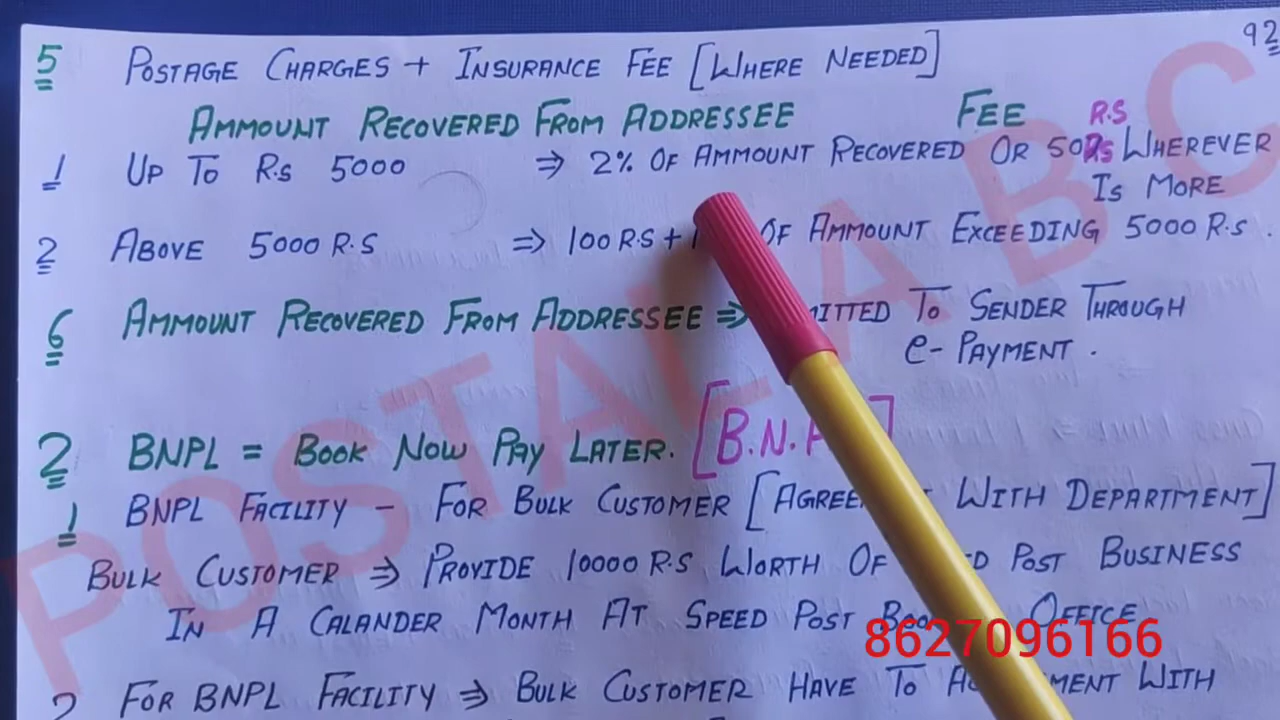 92
5 POSTAGE CHARGES + INSURANCE FEE [WHERE NEEDED]
AMMOUNT RECOVERED FROM ADDRESSEE FEE R.S
1 UP TO R.s 5000 ⇒ 2% OF AMMOUNT RECOVERED OR 50 Rs WHEREVER
IS MORE
2 ABOVE 5000 R.S ⇒ 100 R.S + OF AMMOUNT EXCEEDING 5000 R.s.
6 AMMOUNT RECOVERED FROM ADDRESSEE ⇒ TO SENDER THROUGH
e-PAYMENT.
2 BNPL = BOOK NOW PAY LATER. [B.N.
1 BNPL FACILITY - FOR BULK CUSTOMER [ WITH DEPARTMENT]
BULK CUSTOMER ⇒ PROVIDE 10000 R.S WORTH OF POST BUSINESS
IN A CALANDER MONTH AT SPEED POST OFFICE
8627096166
FOR BNPL FACILITY ⇒ BULK CUSTOMER HAVE TO WITH
POSTAL ABC